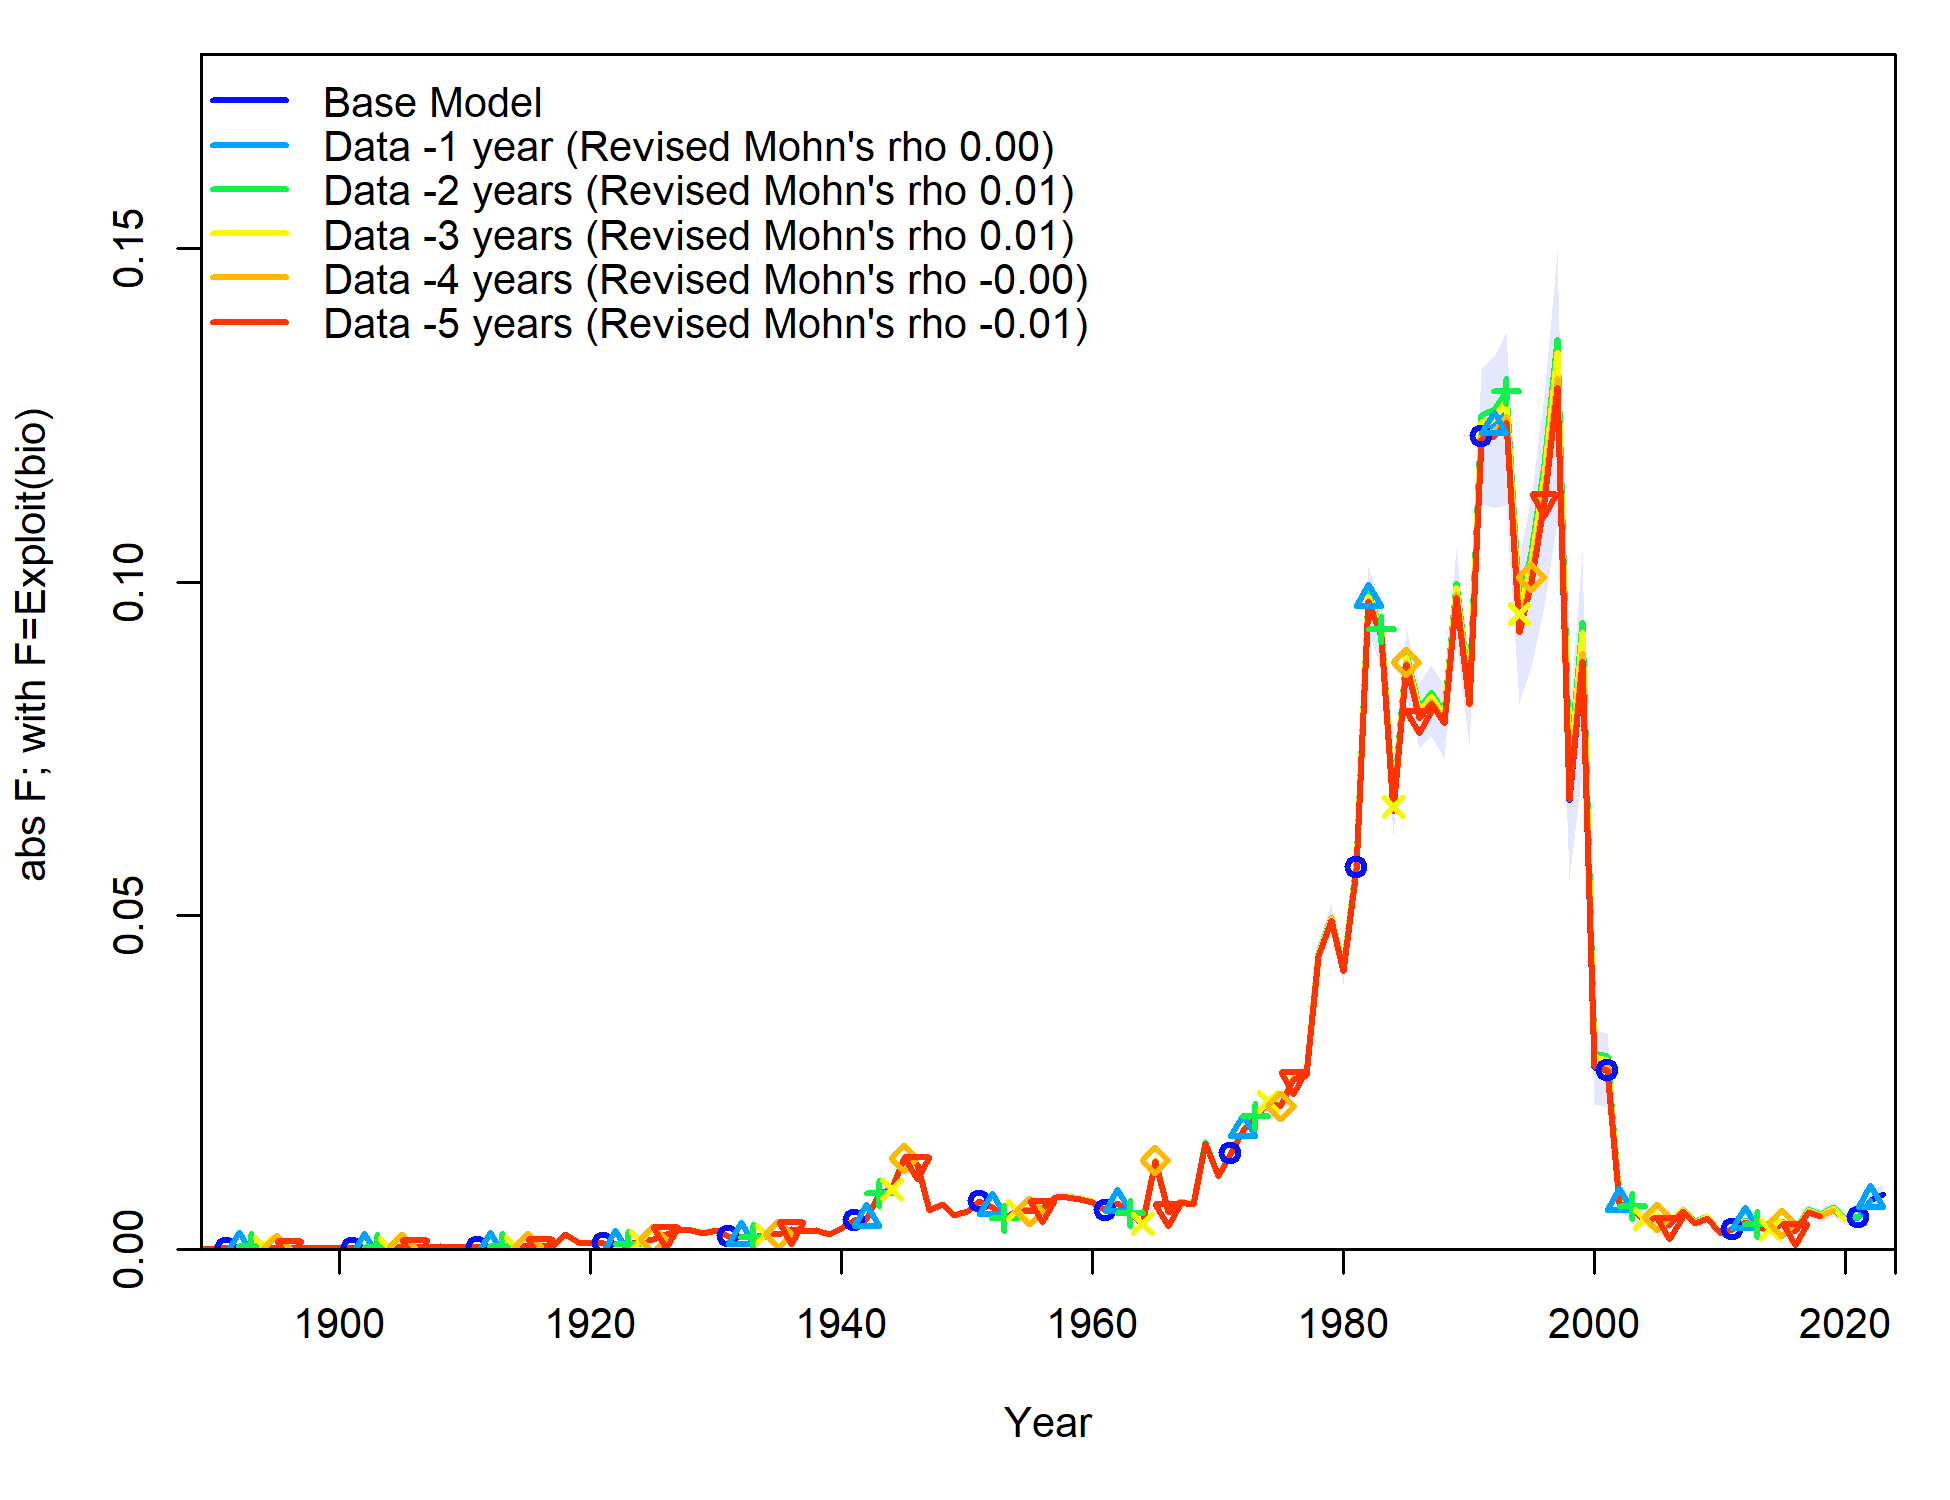 Base Model
Data -1 year (Revised Mohn's rho 0.00)
Data -2 years (Revised Mohn's rho 0.01)
Data -3 years (Revised Mohn's rho 0.01)
Data -4 years (Revised Mohn's rho -0.00)
Data -5 years (Revised Mohn's rho -0.01)
abs F; with F=Exploit(bio)
0.15
0.10
0.05
0.00
1900 1920 1940 1960 1980 2000 2020
Year